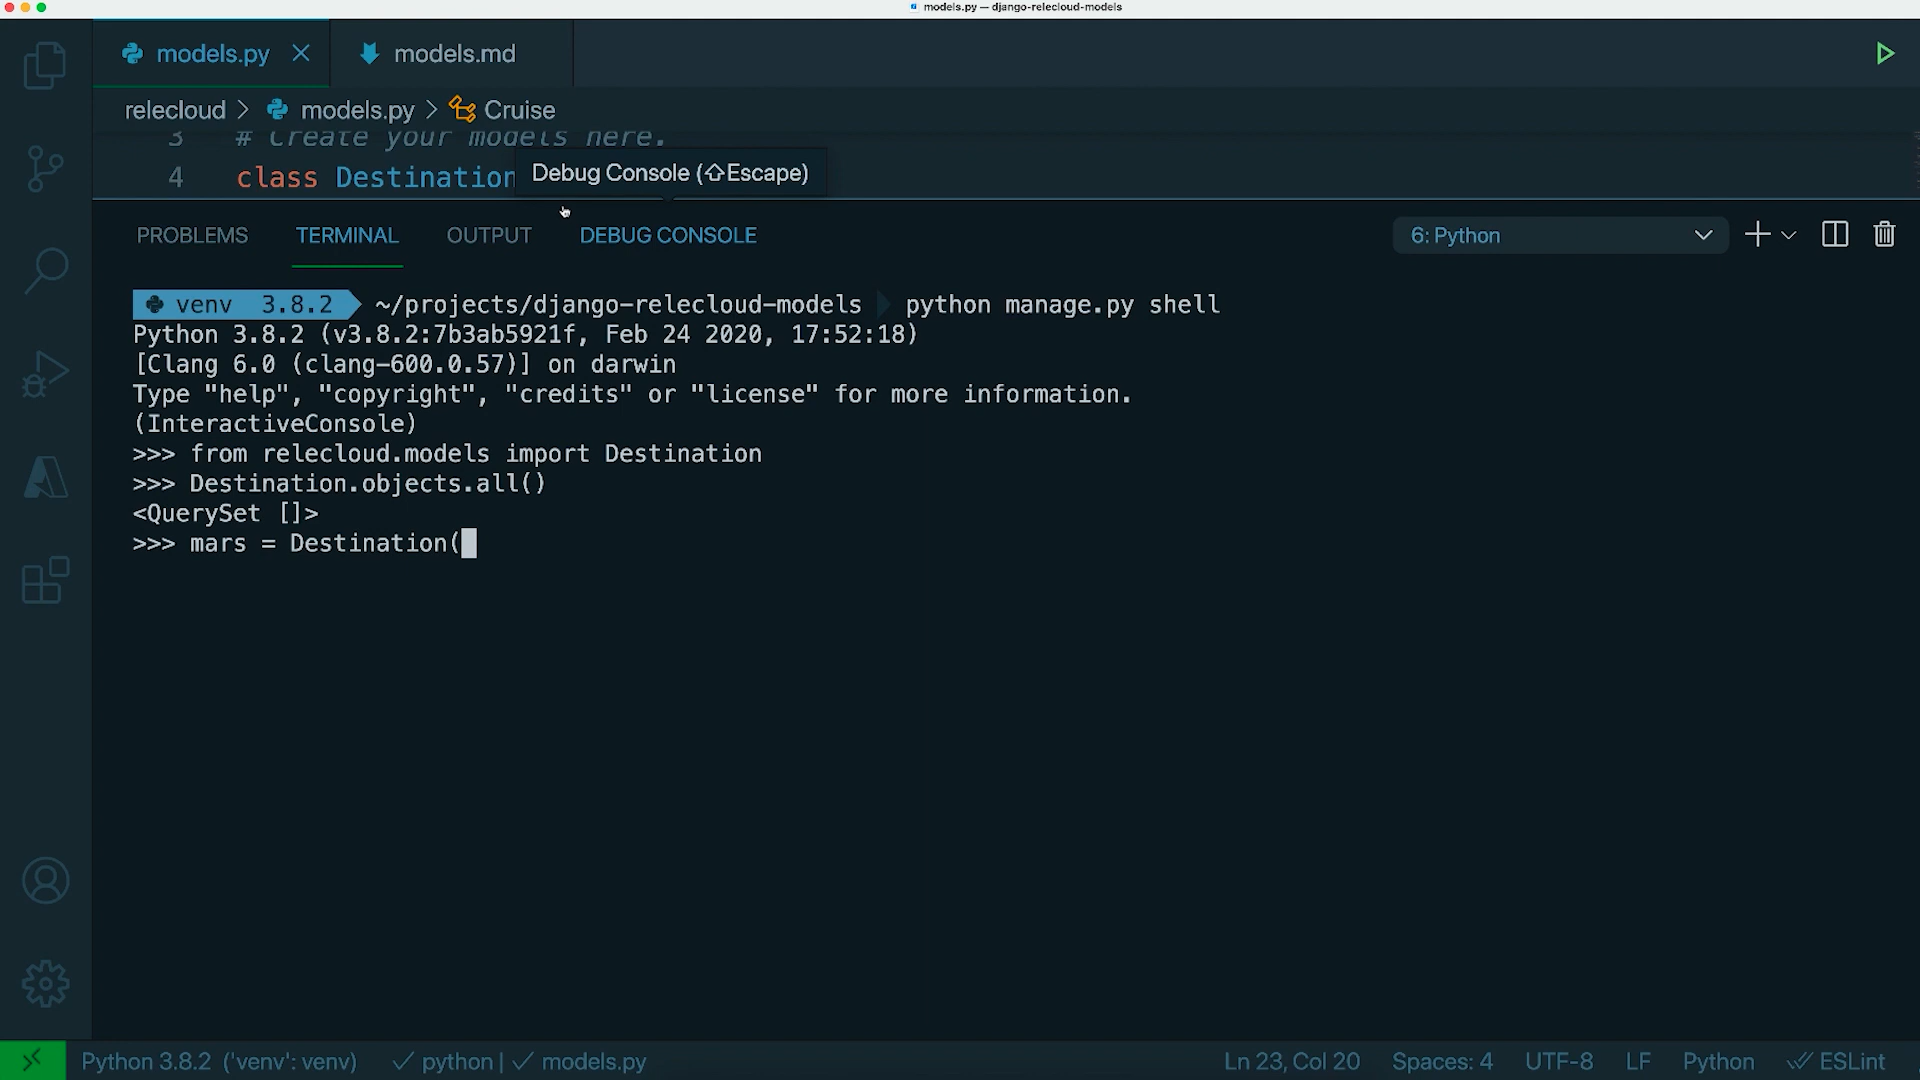 models.py — django-relecloud-models
models.py
models.md
relecloud > models.py > Cruise
3 # Create your models here.
4 class Destination
Debug Console (⇧Escape)
PROBLEMS TERMINAL OUTPUT DEBUG CONSOLE
6: Python
venv 3.8.2 ~/projects/django-relecloud-models python manage.py shell
Python 3.8.2 (v3.8.2:7b3ab5921f, Feb 24 2020, 17:52:18)
[Clang 6.0 (clang-600.0.57)] on darwin
Type "help", "copyright", "credits" or "license" for more information.
(InteractiveConsole)
>>> from relecloud.models import Destination
>>> Destination.objects.all()
<QuerySet []>
>>> mars = Destination(
Python 3.8.2 ('venv': venv) ✓ python | ✓ models.py Ln 23, Col 20 Spaces: 4 UTF-8 LF Python ESLint